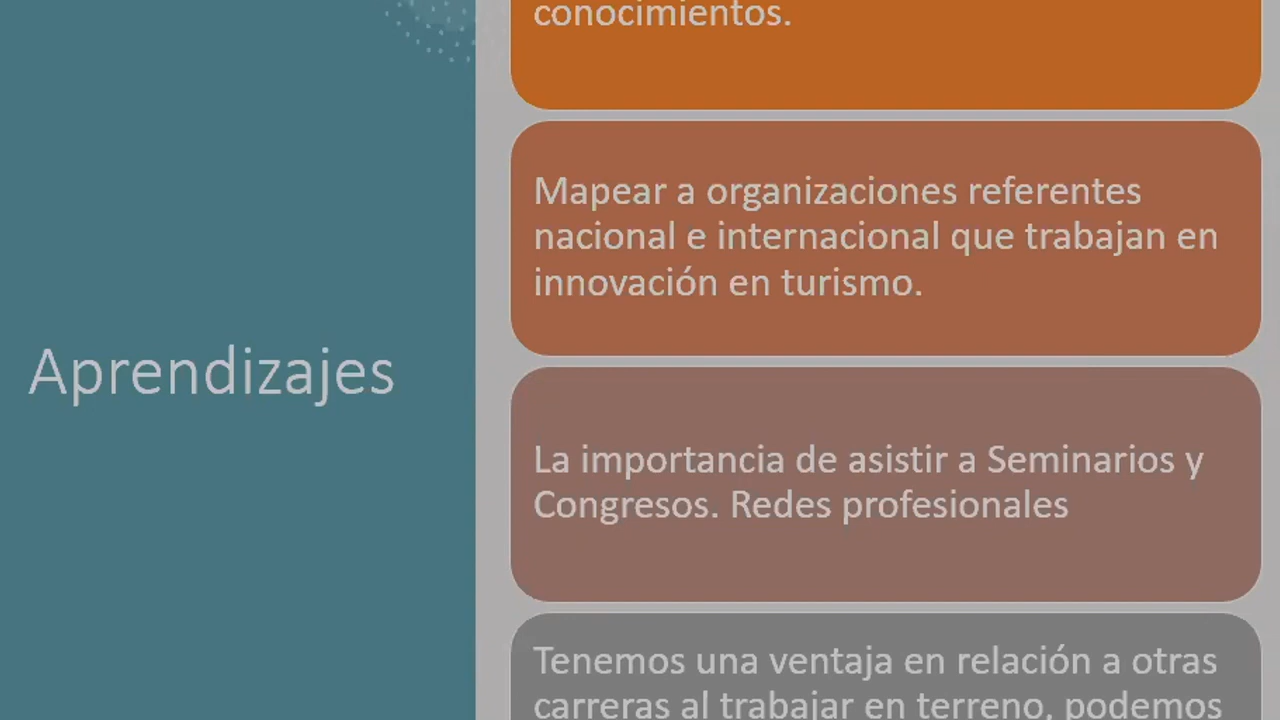 Aprendizajes
conocimientos.
Mapear a organizaciones referentes
nacional e internacional que trabajan en
innovación en turismo.
La importancia de asistir a Seminarios y
Congresos. Redes profesionales
Tenemos una ventaja en relación a otras
carreras al trabajar en terreno, podemos